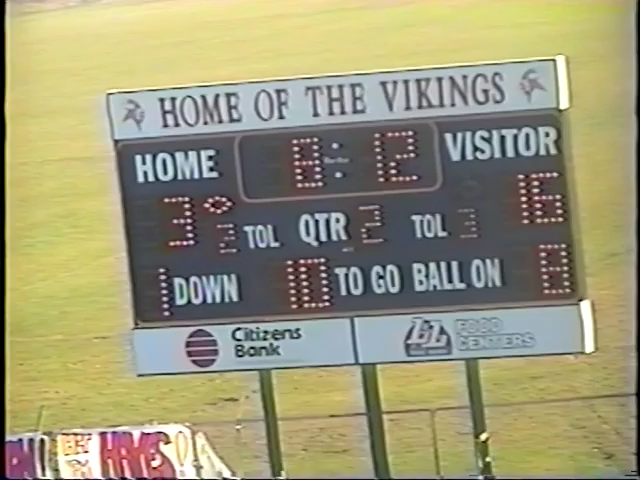 HOME OF THE VIKINGS
HOME 8:12 VISITOR
3 16
2 TOL QTR 2 TOL 3
1 DOWN 10 TO GO BALL ON 8
Citizens Bank
L&L FOOD CENTERS